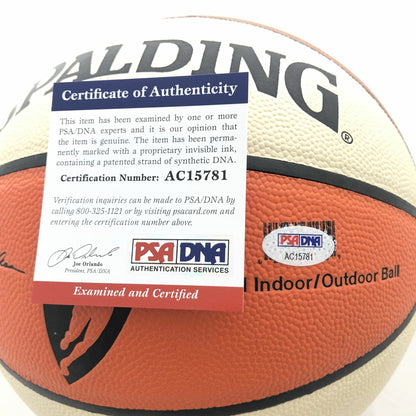 SPALDING
®
Certificate of Authenticity
This item has been examined by one or more
PSA/DNA experts and it is our opinion that
the item is genuine. The item has been per-
manently marked with a proprietary invisible ink,
containing a patented strand of synthetic DNA.
Certification Number: AC15781
Verification inquiries can be made to PSA/DNA by
calling 800-325-1121 or by visiting psacard.com and
entering the certification number above.
Joe Orlando
President, PSA/DNA
PSA DNA
AUTHENTICATION SERVICES
Examined and Certified
PSA DNA
AC15781
Indoor/Outdoor Ball